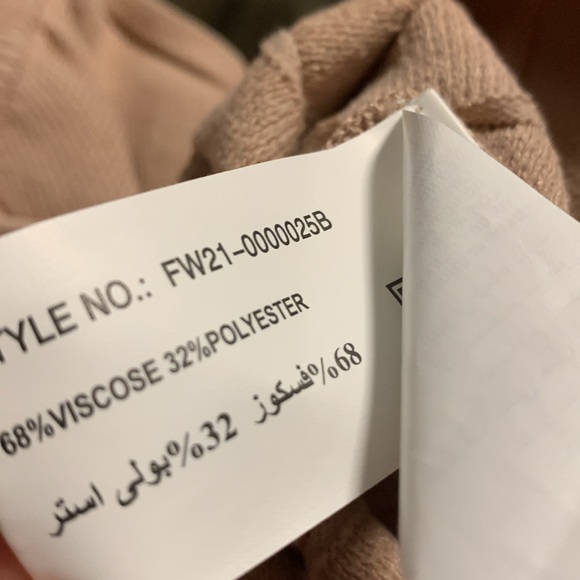 TYLE NO.: FW21-0000025B
68%VISCOSE 32%POLYESTER
68%فسكوز 32%بولى استر